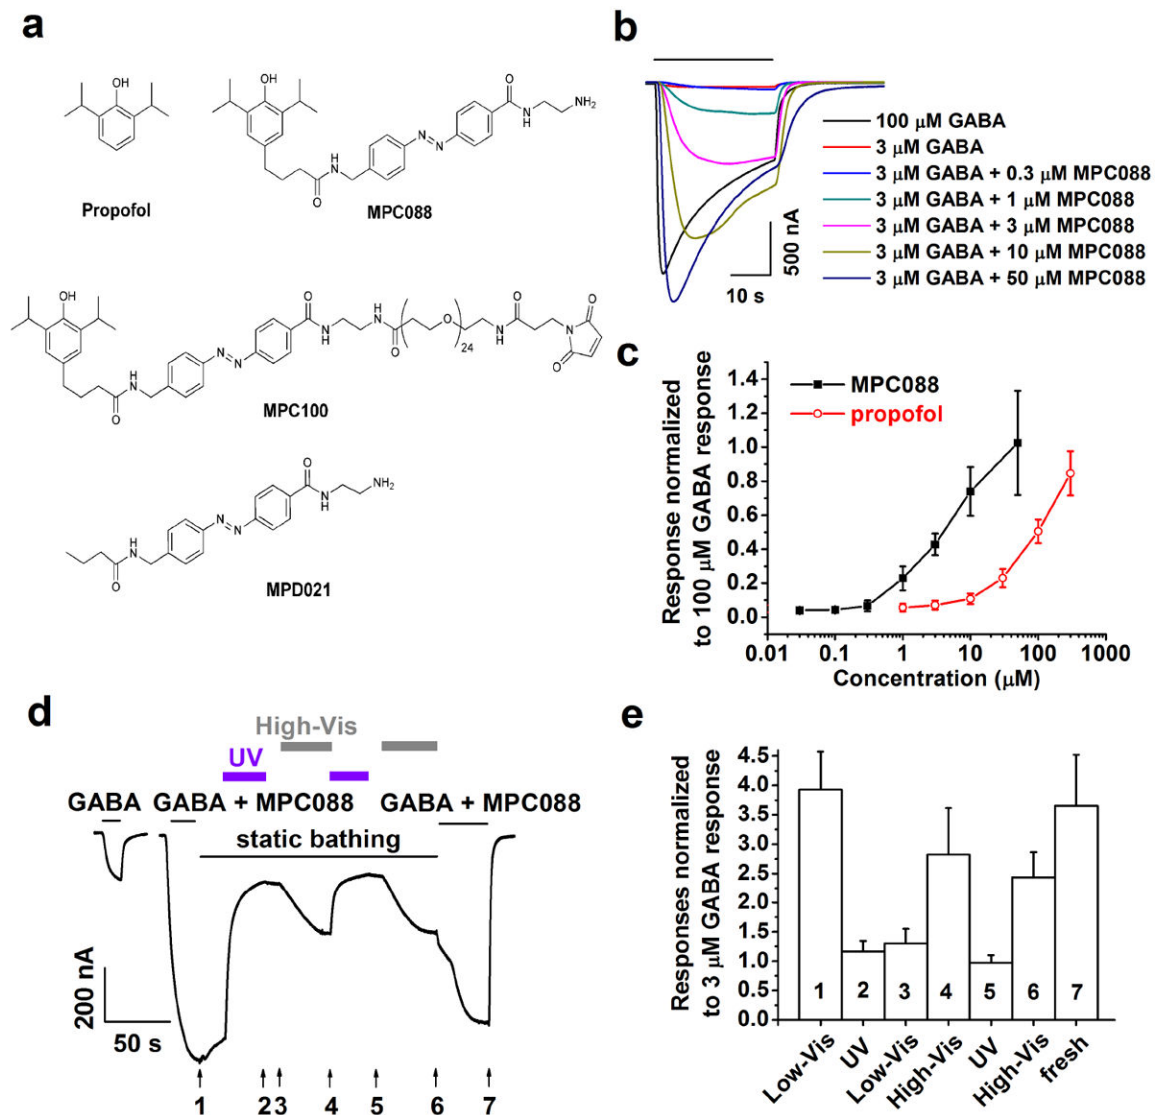 a
OH
Propofol
OH
O
N
H
N
N
O
N
H
NH2
MPC088
OH
O
N
H
N
N
O
N
H
H
N
O
O
24
H
N
O
N
O
O
MPC100
O
N
H
N
N
O
N
H
NH2
MPD021
b
100 μM GABA
3 μM GABA
3 μM GABA + 0.3 μM MPC088
3 μM GABA + 1 μM MPC088
3 μM GABA + 3 μM MPC088
3 μM GABA + 10 μM MPC088
3 μM GABA + 50 μM MPC088
500 nA
10 s
c
Response normalized
to 100 μM GABA response
1.4
1.2
1.0
0.8
0.6
0.4
0.2
0.0
MPC088
propofol
0.01
0.1
1
10
100
1000
Concentration (μM)
d
High-Vis
UV
GABA
GABA + MPC088
GABA + MPC088
static bathing
200 nA
50 s
1
2
3
4
5
6
7
e
Responses normalized
to 3 μM GABA response
4.5
4.0
3.5
3.0
2.5
2.0
1.5
1.0
0.5
0.0
1
2
3
4
5
6
7
Low-Vis
UV
Low-Vis
High-Vis
UV
High-Vis
fresh